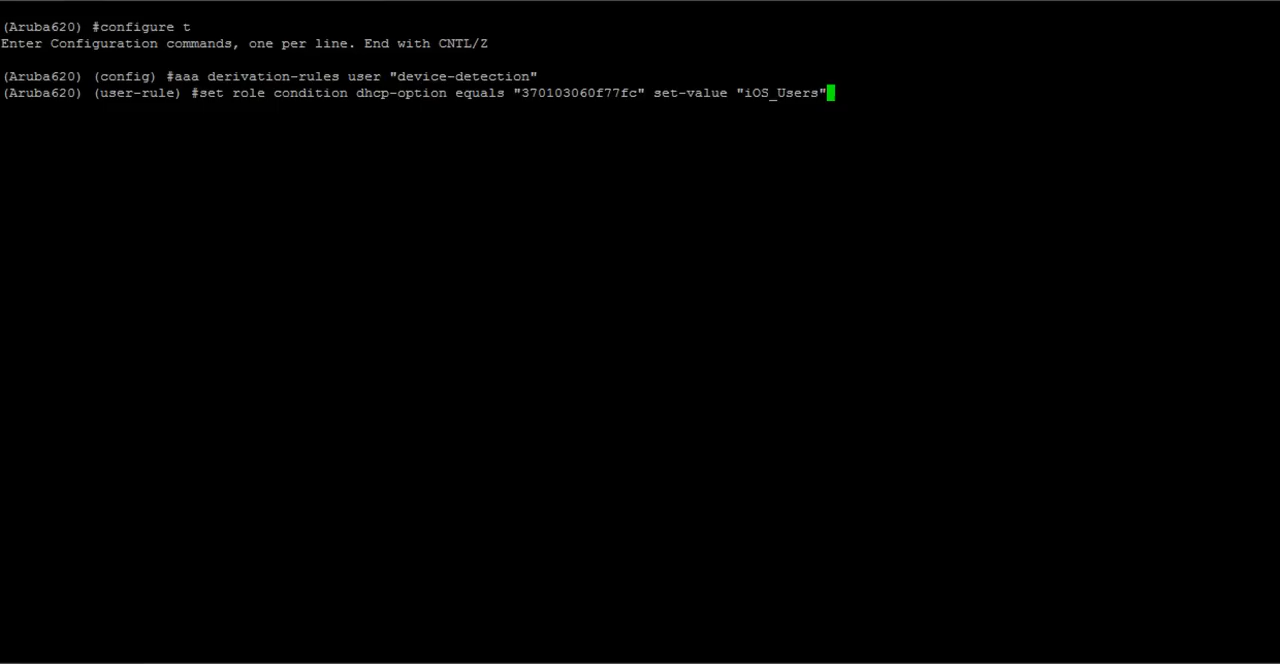 (Aruba620) #configure t
Enter Configuration commands, one per line. End with CNTL/Z
(Aruba620) (config) #aaa derivation-rules user "device-detection"
(Aruba620) (user-rule) #set role condition dhcp-option equals "370103060f77fc" set-value "iOS_Users"